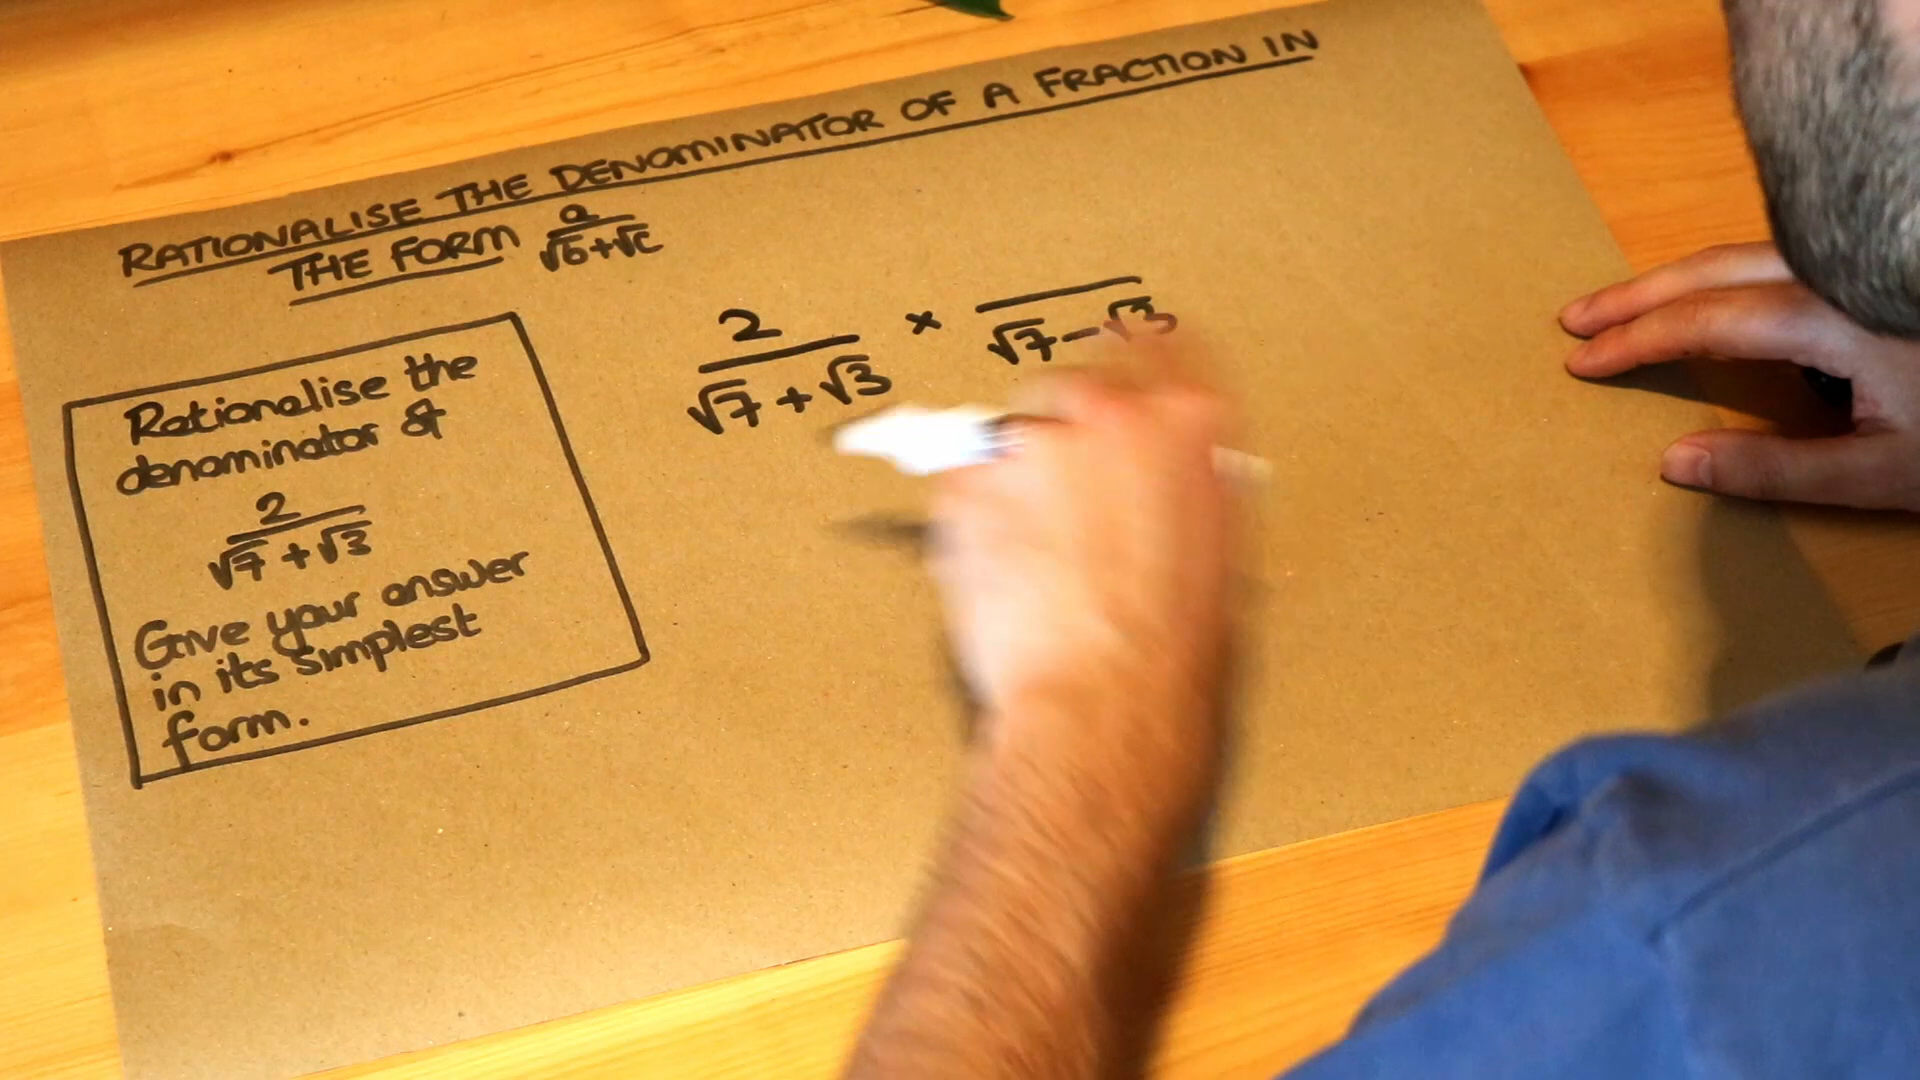 RATIONALISE THE DENOMINATOR OF A FRACTION IN
THE FORM a/(√b+√c)
Rationalise the
denominator of
2/(√7+√3)
Give your answer
in its simplest
form.
2/(√7+√3) × /(√7-√3)